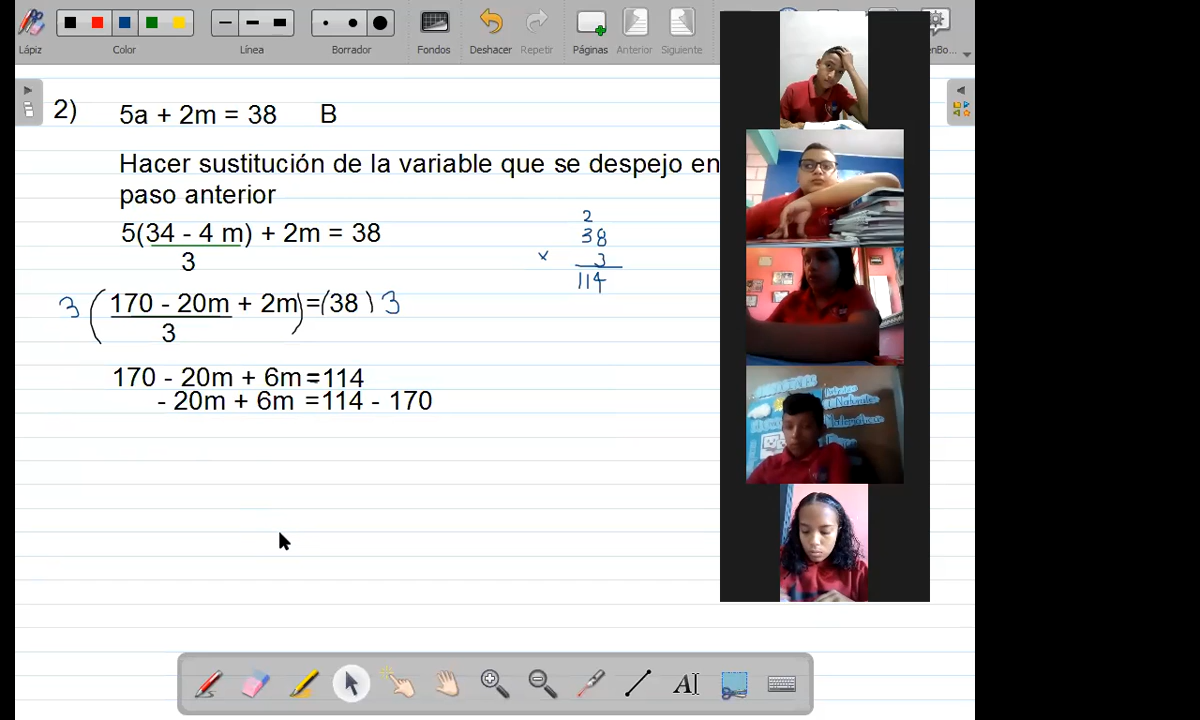 Lápiz Color Línea Borrador Fondos Deshacer Repetir Páginas Anterior Siguiente
2) 5a + 2m = 38 B
Hacer sustitución de la variable que se despejo en
paso anterior
5(34 - 4 m) + 2m = 38
3
2
38
× 3
114
3 ( 170 - 20m + 2m ) = (38) 3
3
170 - 20m + 6m = 114
- 20m + 6m = 114 - 170
Naturales
Matemáticas